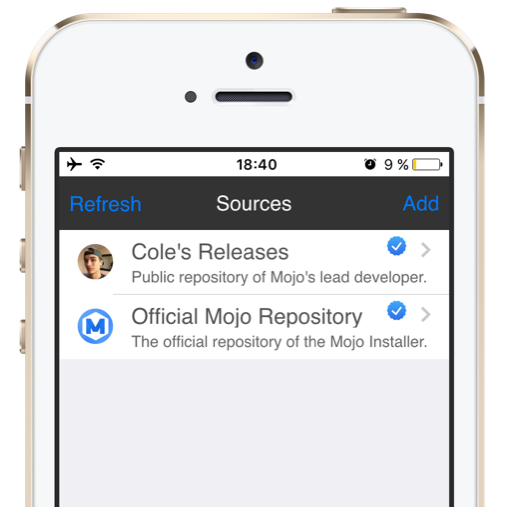 18:40 9 %
Refresh Sources Add
Cole's Releases
Public repository of Mojo's lead developer.
M Official Mojo Repository
The official repository of the Mojo Installer.